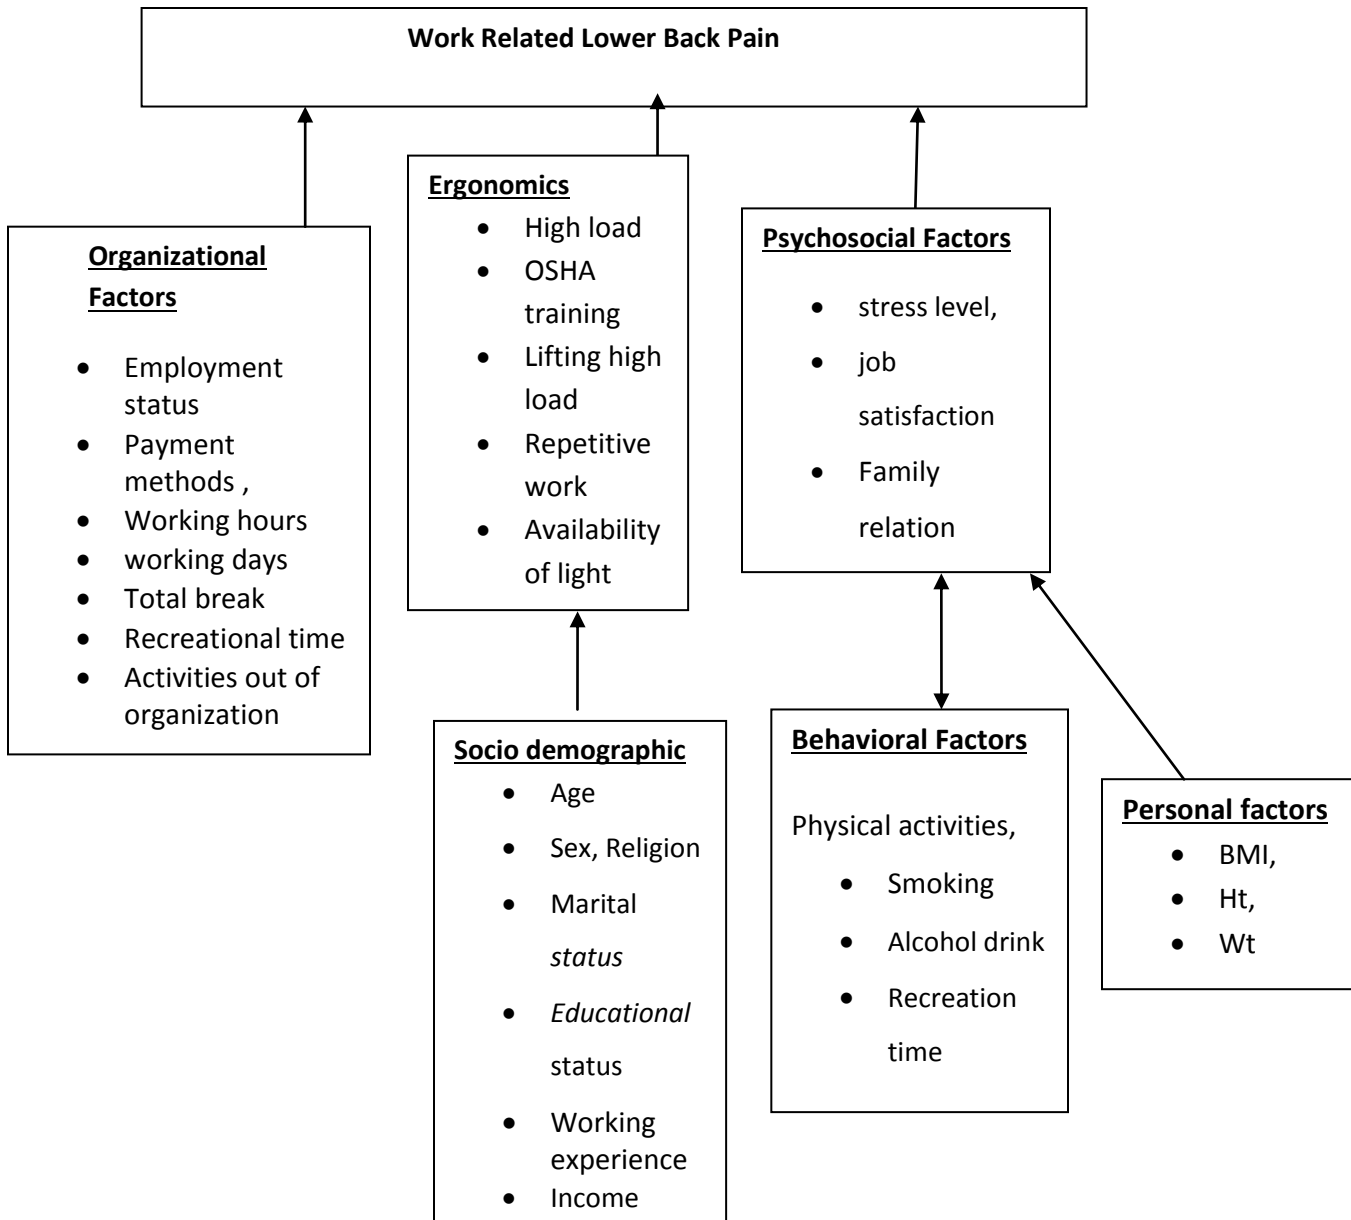 Work Related Lower Back Pain
Organizational
Factors
• Employment
status
• Payment
methods ,
• Working hours
• working days
• Total break
• Recreational time
• Activities out of
organization
Ergonomics
• High load
• OSHA
training
• Lifting high
load
• Repetitive
work
• Availability
of light
Psychosocial Factors
• stress level,
• job
satisfaction
• Family
relation
Socio demographic
• Age
• Sex, Religion
• Marital
status
• Educational
status
• Working
experience
• Income
Behavioral Factors
Physical activities,
• Smoking
• Alcohol drink
• Recreation
time
Personal factors
• BMI,
• Ht,
• Wt